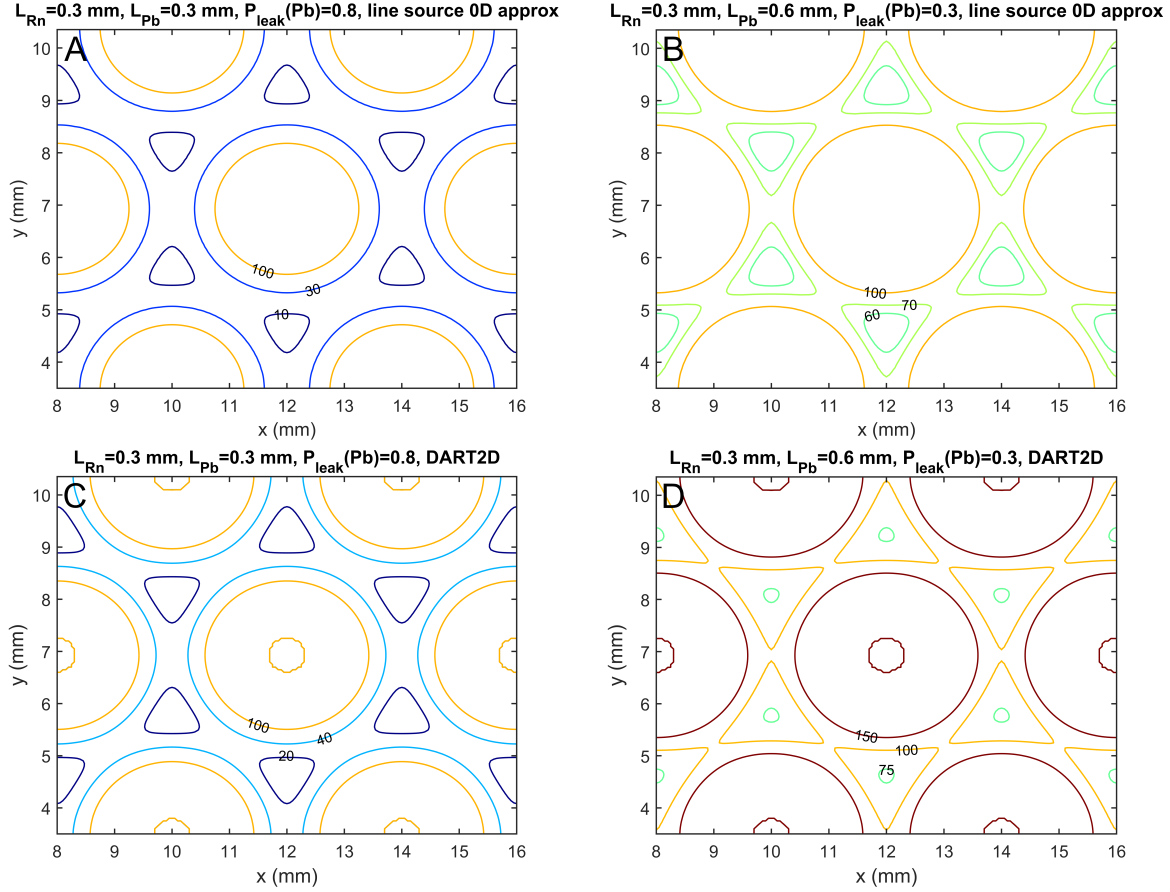 L_Rn=0.3 mm, L_Pb=0.3 mm, P_leak(Pb)=0.8, line source 0D approx
A
10
9
8
7
6
5
4
y (mm)
100
30
10
8 9 10 11 12 13 14 15 16
x (mm)
L_Rn=0.3 mm, L_Pb=0.6 mm, P_leak(Pb)=0.3, line source 0D approx
B
10
9
8
7
6
5
4
y (mm)
100
70
60
8 9 10 11 12 13 14 15 16
x (mm)
L_Rn=0.3 mm, L_Pb=0.3 mm, P_leak(Pb)=0.8, DART2D
C
10
9
8
7
6
5
4
y (mm)
100
40
20
8 9 10 11 12 13 14 15 16
x (mm)
L_Rn=0.3 mm, L_Pb=0.6 mm, P_leak(Pb)=0.3, DART2D
D
10
9
8
7
6
5
4
y (mm)
150
100
75
8 9 10 11 12 13 14 15 16
x (mm)